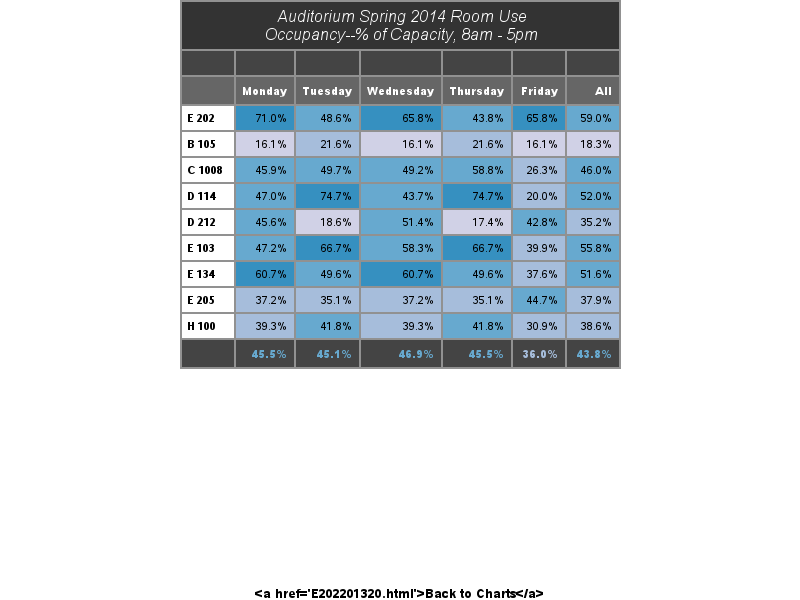 Auditorium Spring 2014 Room Use
Occupancy--% of Capacity, 8am - 5pm
Monday Tuesday Wednesday Thursday Friday All
E 202 71.0% 48.6% 65.8% 43.8% 65.8% 59.0%
B 105 16.1% 21.6% 16.1% 21.6% 16.1% 18.3%
C 1008 45.9% 49.7% 49.2% 58.8% 26.3% 46.0%
D 114 47.0% 74.7% 43.7% 74.7% 20.0% 52.0%
D 212 45.6% 18.6% 51.4% 17.4% 42.8% 35.2%
E 103 47.2% 66.7% 58.3% 66.7% 39.9% 55.8%
E 134 60.7% 49.6% 60.7% 49.6% 37.6% 51.6%
E 205 37.2% 35.1% 37.2% 35.1% 44.7% 37.9%
H 100 39.3% 41.8% 39.3% 41.8% 30.9% 38.6%
45.5% 45.1% 46.9% 45.5% 36.0% 43.8%
<a href='E202201320.html'>Back to Charts</a>